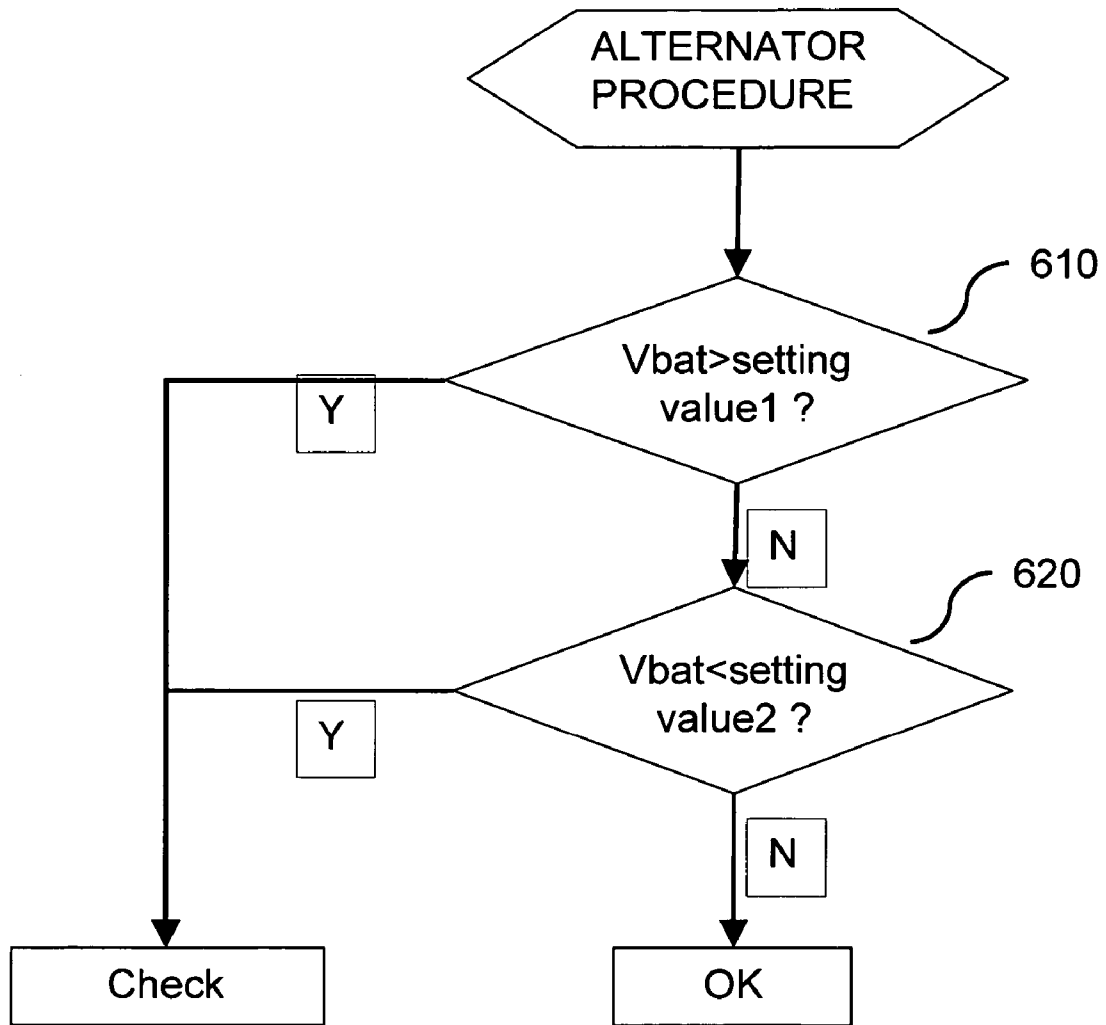 ALTERNATOR
PROCEDURE
610
Vbat>setting
value1 ?
Y
N
620
Vbat<setting
value2 ?
Y
N
Check
OK